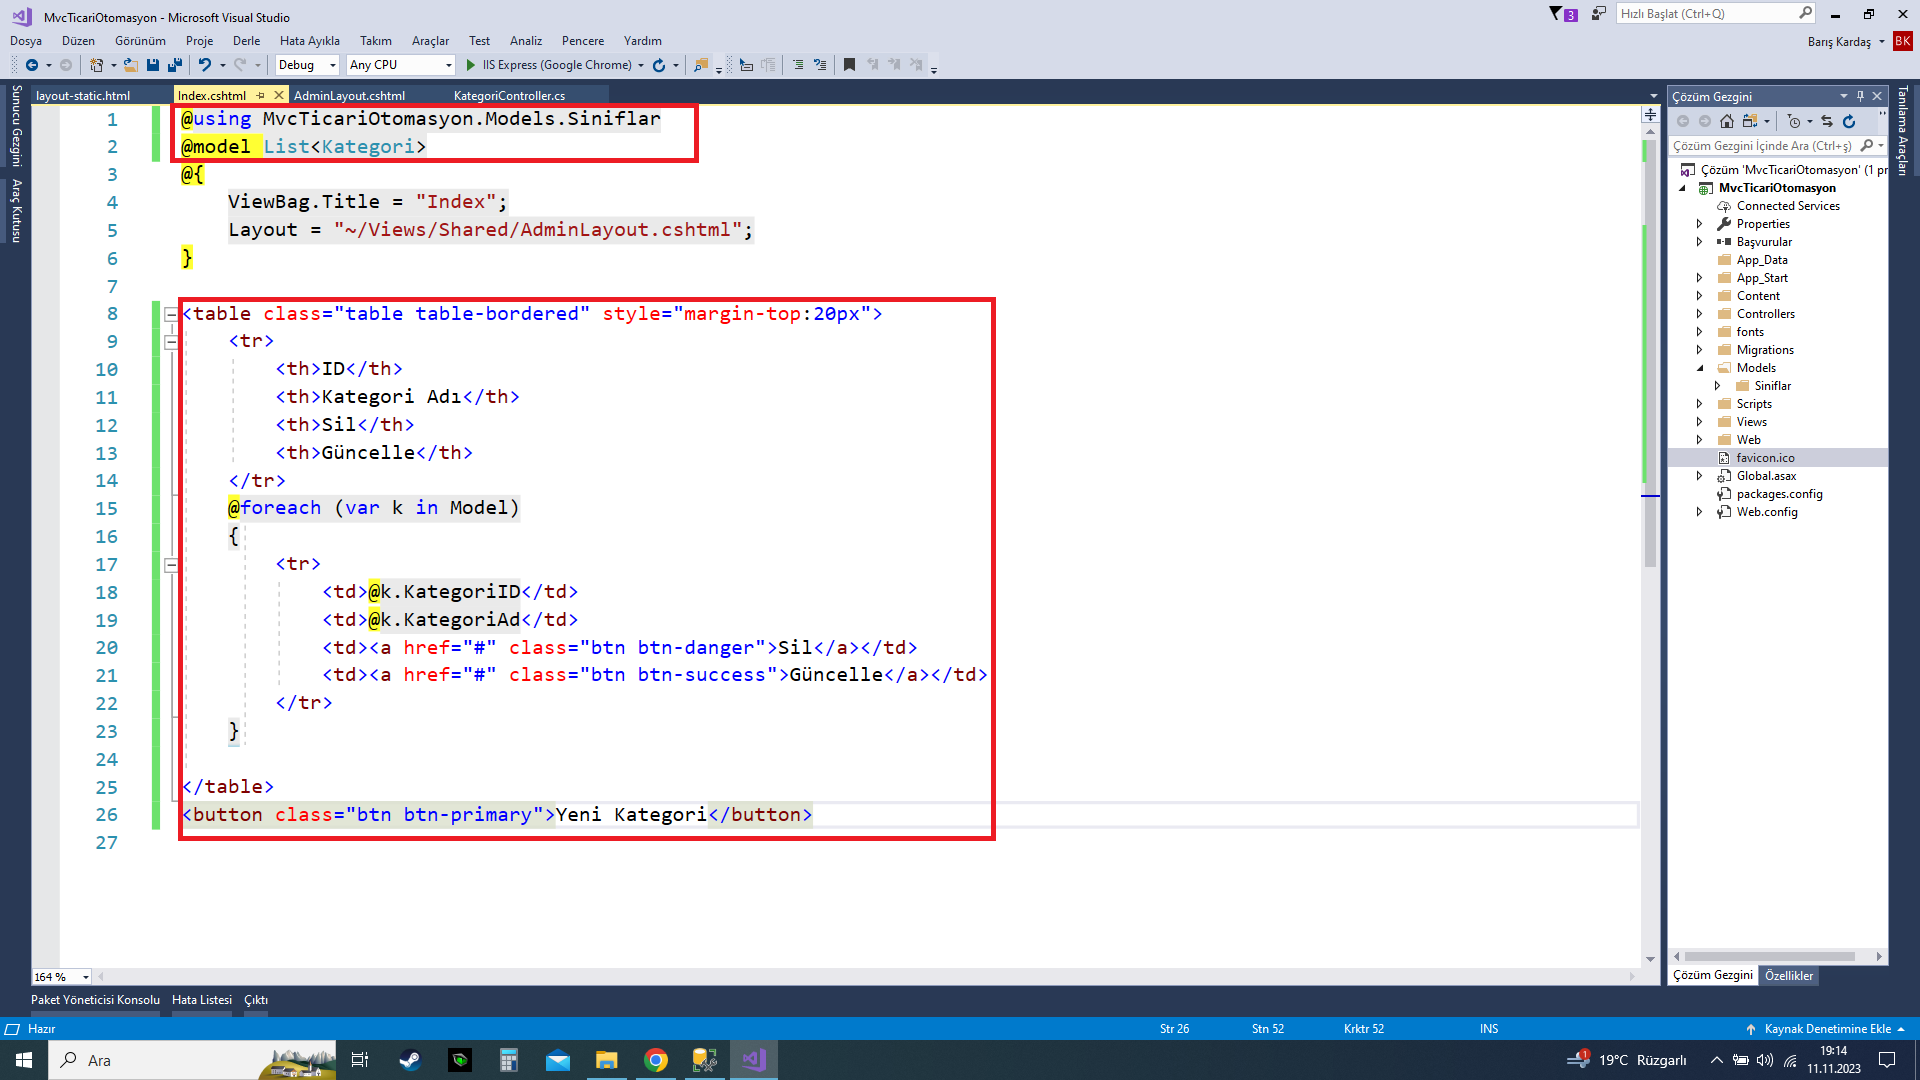 MvcTicariOtomasyon - Microsoft Visual Studio
3
Hızlı Başlat (Ctrl+Q)
Dosya Düzen Görünüm Proje Derle Hata Ayıkla Takım Araçlar Test Analiz Pencere Yardım
Barış Kardaş BK
Debug Any CPU IIS Express (Google Chrome)
Sunucu Gezgini
Araç Kutusu
layout-static.html Index.cshtml AdminLayout.cshtml KategoriController.cs
1 @using MvcTicariOtomasyon.Models.Siniflar
2 @model List<Kategori>
3 @{
4 ViewBag.Title = "Index";
5 Layout = "~/Views/Shared/AdminLayout.cshtml";
6 }
7
8 <table class="table table-bordered" style="margin-top:20px">
9 <tr>
10 <th>ID</th>
11 <th>Kategori Adı</th>
12 <th>Sil</th>
13 <th>Güncelle</th>
14 </tr>
15 @foreach (var k in Model)
16 {
17 <tr>
18 <td>@k.KategoriID</td>
19 <td>@k.KategoriAd</td>
20 <td><a href="#" class="btn btn-danger">Sil</a></td>
21 <td><a href="#" class="btn btn-success">Güncelle</a></td>
22 </tr>
23 }
24
25 </table>
26 <button class="btn btn-primary">Yeni Kategori</button>
27
164 %
Çözüm Gezgini
Çözüm Gezgini İçinde Ara (Ctrl+ş)
Çözüm 'MvcTicariOtomasyon' (1 pr
MvcTicariOtomasyon
Connected Services
Properties
Başvurular
App_Data
App_Start
Content
Controllers
fonts
Migrations
Models
Siniflar
Scripts
Views
Web
favicon.ico
Global.asax
packages.config
Web.config
Çözüm Gezgini Özellikler
Tanılama Araçları
Paket Yöneticisi Konsolu Hata Listesi Çıktı
Hazır Str 26 Stn 52 Krktr 52 INS Kaynak Denetimine Ekle
Ara
1 19°C Rüzgarlı
19:14
11.11.2023